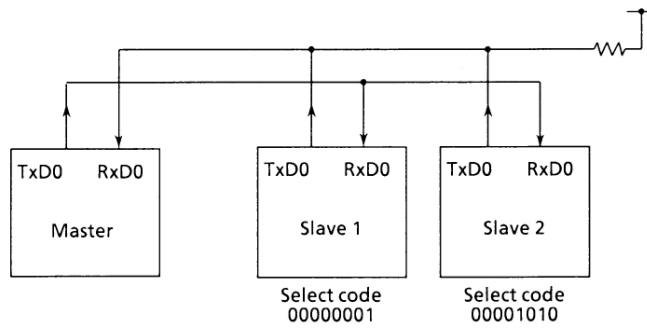 TxD0 RxD0 TxD0 RxD0 TxD0 RxD0
Master Slave 1 Slave 2
Select code Select code
00000001 00001010